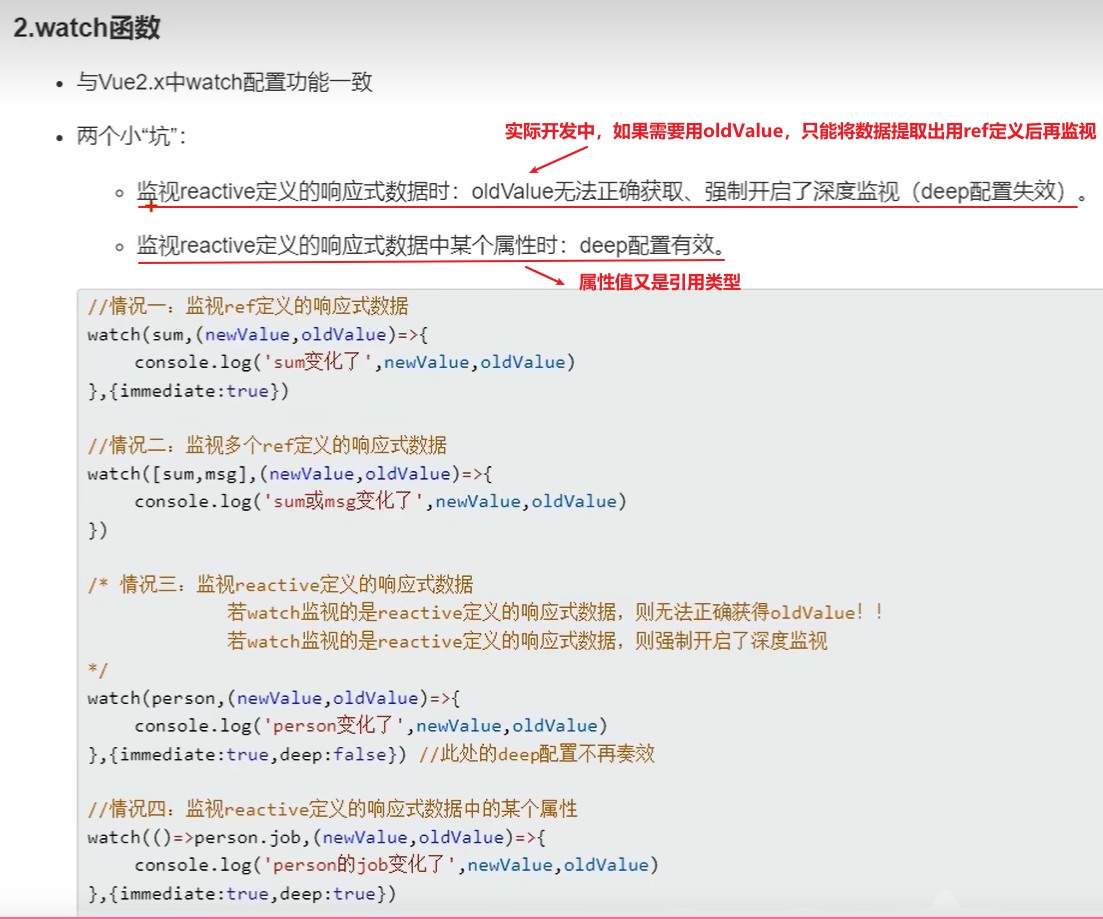 2.watch函数
与Vue2.x中watch配置功能一致
两个小“坑”：
实际开发中，如果需要用oldValue，只能将数据提取出用ref定义后再监视
监视reactive定义的响应式数据时：oldValue无法正确获取、强制开启了深度监视（deep配置失效）。
监视reactive定义的响应式数据中某个属性时：deep配置有效。
属性值又是引用类型
//情况一：监视ref定义的响应式数据
watch(sum,(newValue,oldValue)=>{
    console.log('sum变化了',newValue,oldValue)
},{immediate:true})
//情况二：监视多个ref定义的响应式数据
watch([sum,msg],(newValue,oldValue)=>{
    console.log('sum或msg变化了',newValue,oldValue)
})
/* 情况三：监视reactive定义的响应式数据
            若watch监视的是reactive定义的响应式数据，则无法正确获得oldValue！！
            若watch监视的是reactive定义的响应式数据，则强制开启了深度监视
*/
watch(person,(newValue,oldValue)=>{
    console.log('person变化了',newValue,oldValue)
},{immediate:true,deep:false}) //此处的deep配置不再奏效
//情况四：监视reactive定义的响应式数据中的某个属性
watch(()=>person.job,(newValue,oldValue)=>{
    console.log('person的job变化了',newValue,oldValue)
},{immediate:true,deep:true})